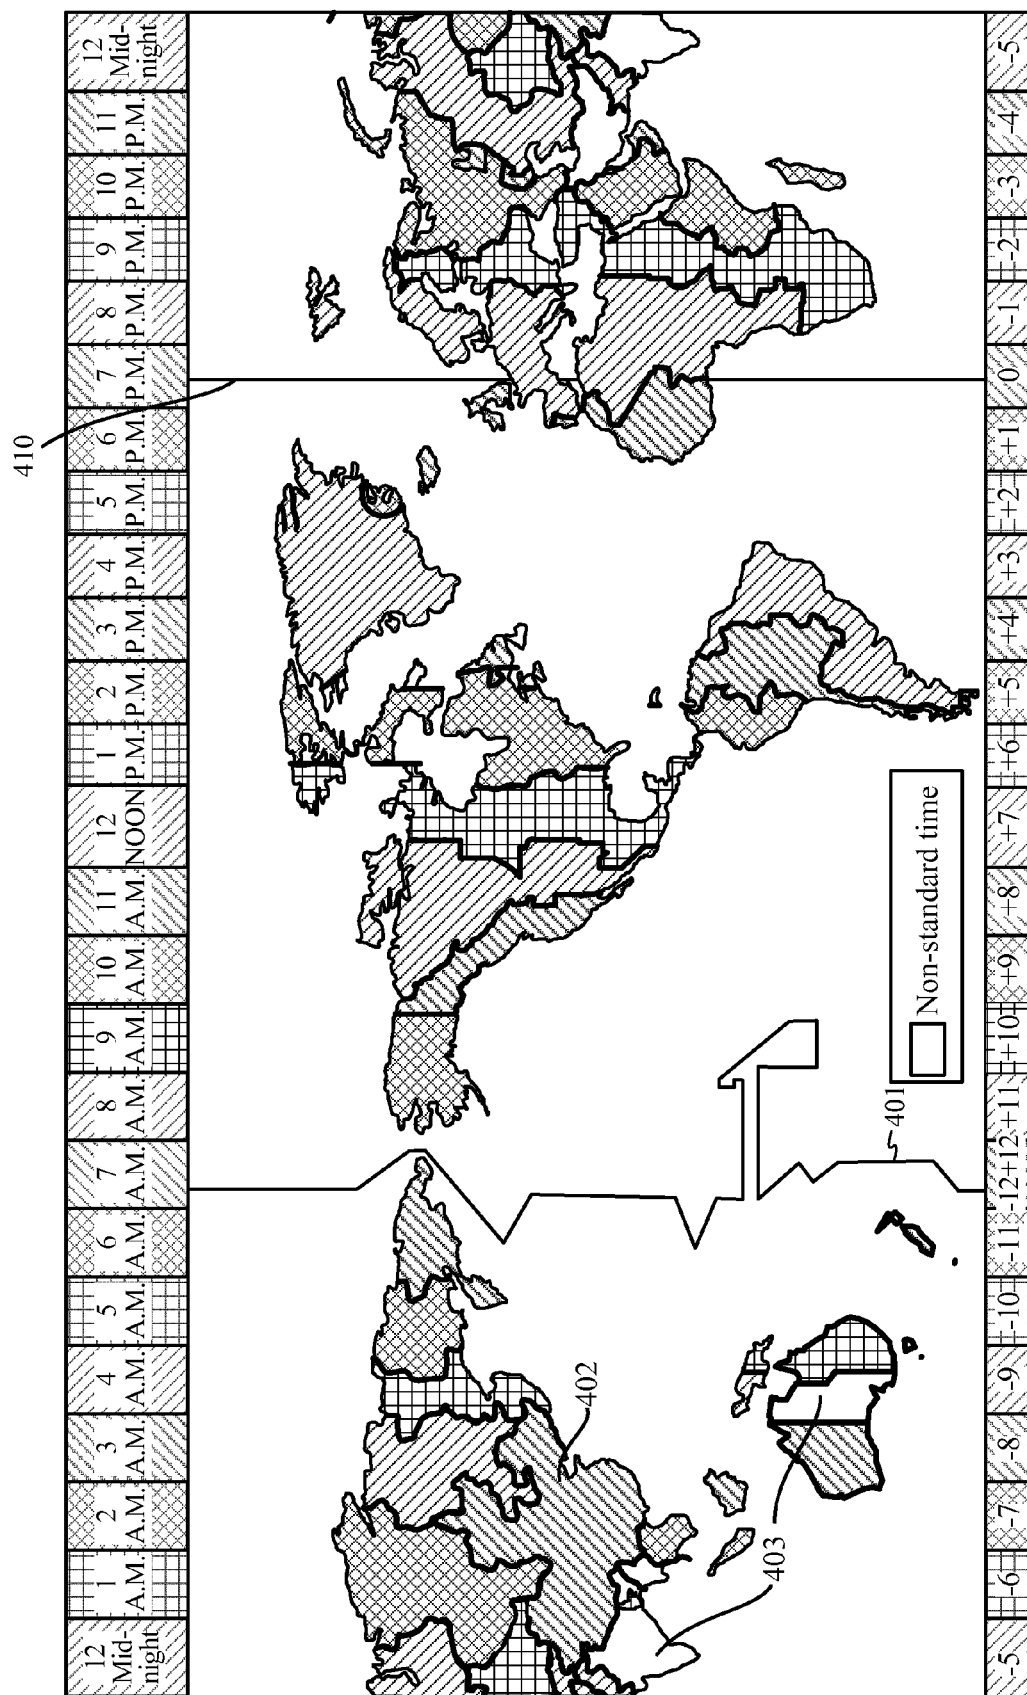 410
12
Mid-
night
1
A.M.
2
A.M.
3
A.M.
4
A.M.
5
A.M.
6
A.M.
7
A.M.
8
A.M.
9
A.M.
10
A.M.
11
A.M.
12
NOON
1
P.M.
2
P.M.
3
P.M.
4
P.M.
5
P.M.
6
P.M.
7
P.M.
8
P.M.
9
P.M.
10
P.M.
11
P.M.
12
Mid-
night
402
403
401
Non-standard time
-5 -6 -7 -8 -9 -10 -11 -12 +12 +11 +10 +9 +8 +7 +6 +5 +4 +3 +2 +1 0 -1 -2 -3 -4 -5